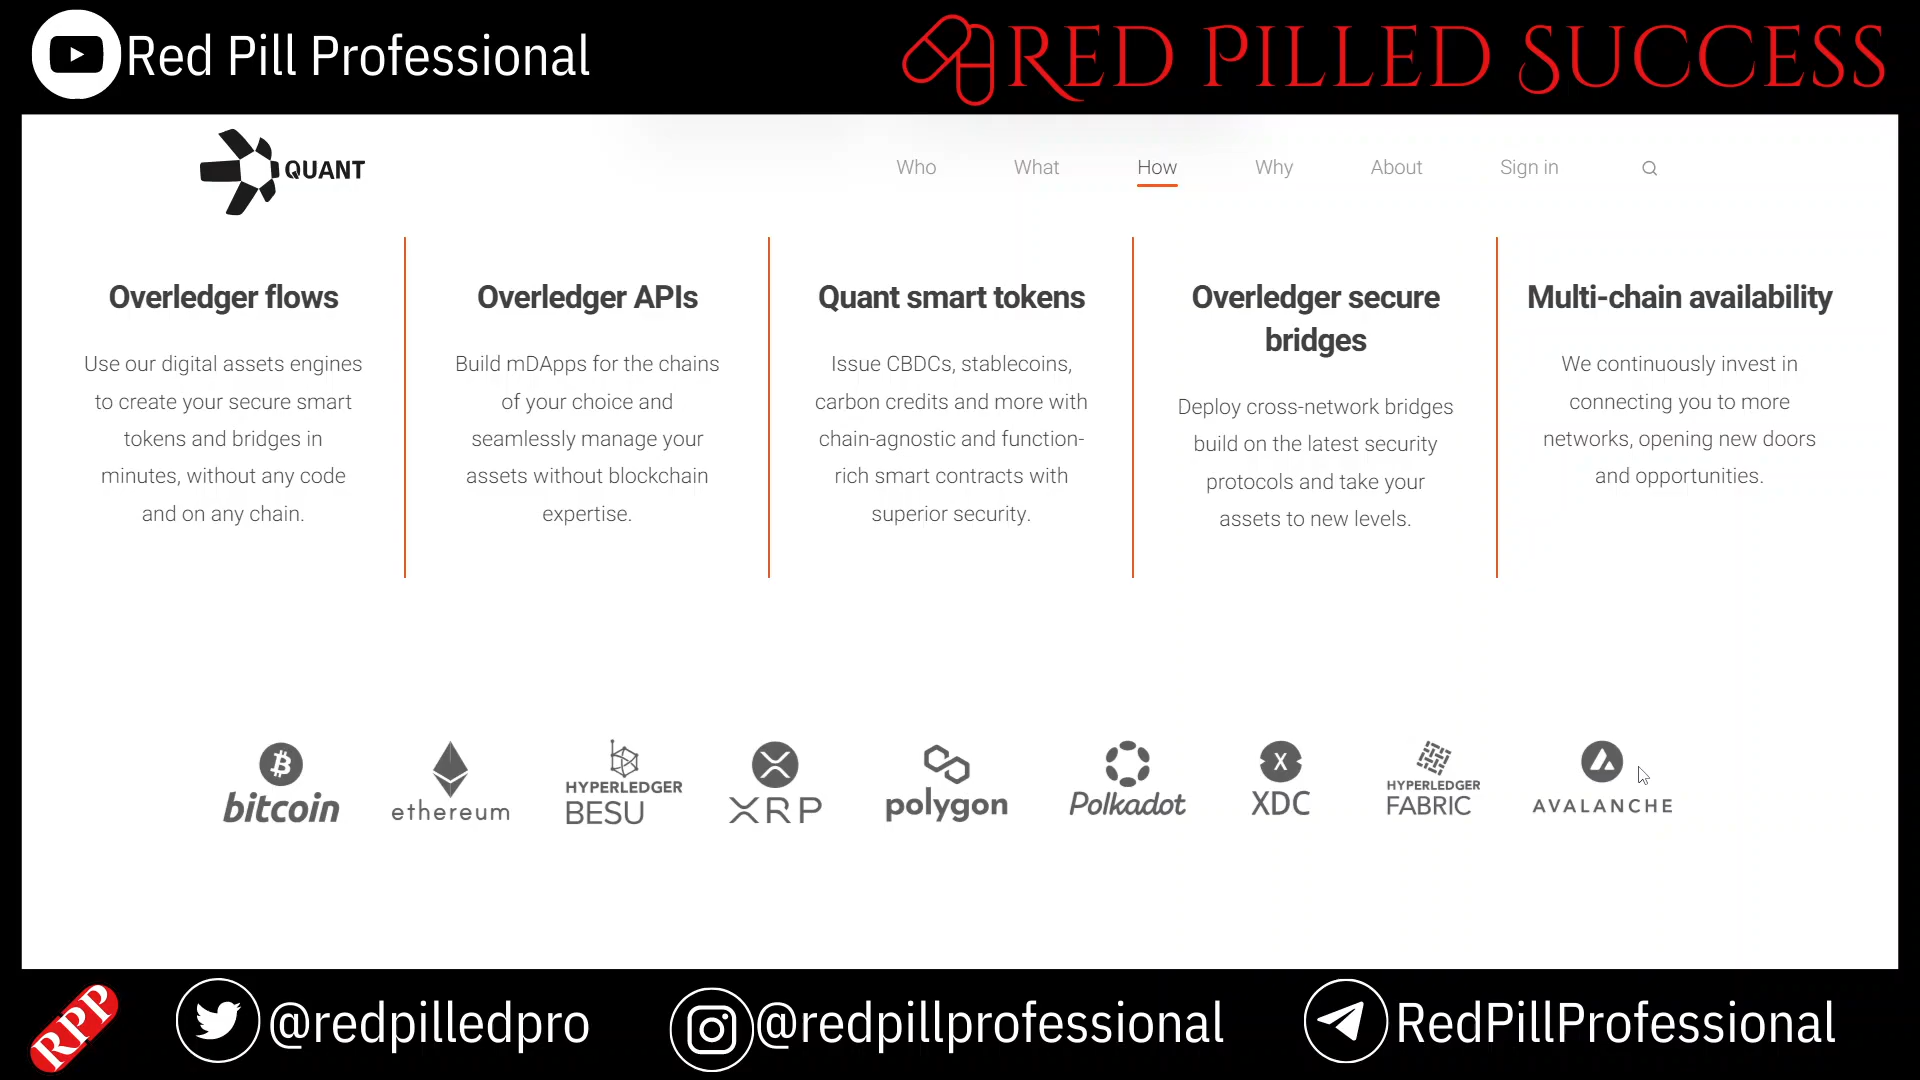 Red Pill Professional
RED PILLED SUCCESS
QUANT
Who What How Why About Sign in
Overledger flows
Use our digital assets engines
to create your secure smart
tokens and bridges in
minutes, without any code
and on any chain.
Overledger APIs
Build mDApps for the chains
of your choice and
seamlessly manage your
assets without blockchain
expertise.
Quant smart tokens
Issue CBDCs, stablecoins,
carbon credits and more with
chain-agnostic and function-
rich smart contracts with
superior security.
Overledger secure
bridges
Deploy cross-network bridges
build on the latest security
protocols and take your
assets to new levels.
Multi-chain availability
We continuously invest in
connecting you to more
networks, opening new doors
and opportunities.
bitcoin
ethereum
HYPERLEDGER
BESU
XRP
polygon
Polkadot
X
XDC
HYPERLEDGER
FABRIC
AVALANCHE
RPP
@redpilledpro
@redpillprofessional
RedPillProfessional